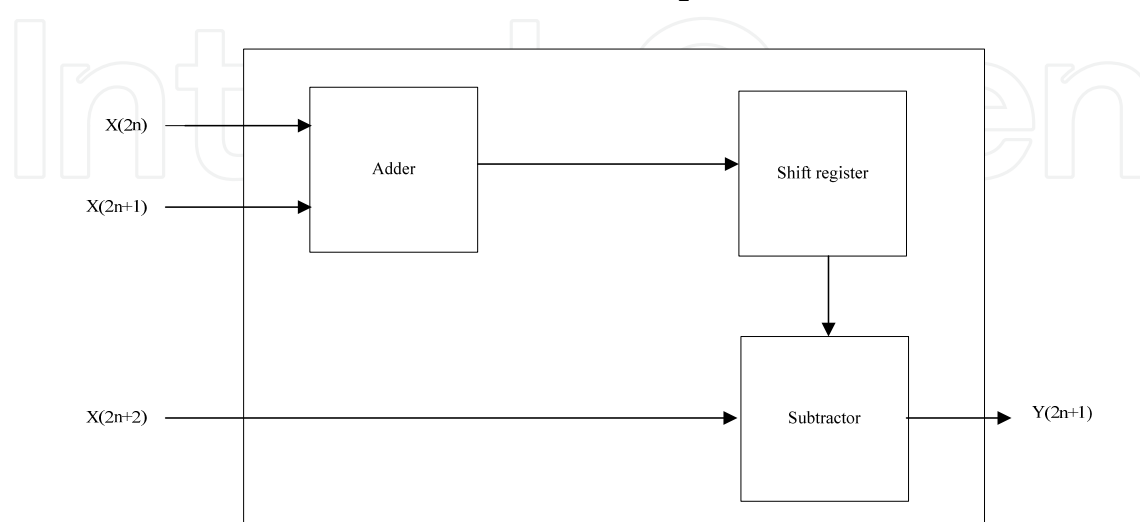 X(2n)
Adder
Shift register
X(2n+1)
X(2n+2)
Subtractor
Y(2n+1)